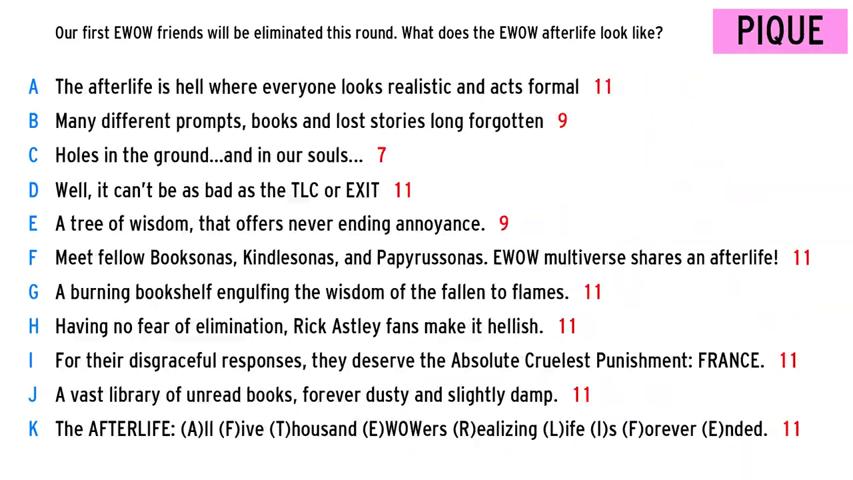 Our first EWOW friends will be eliminated this round. What does the EWOW afterlife look like?
PIQUE
A The afterlife is hell where everyone looks realistic and acts formal 11
B Many different prompts, books and lost stories long forgotten 9
C Holes in the ground...and in our souls... 7
D Well, it can't be as bad as the TLC or EXIT 11
E A tree of wisdom, that offers never ending annoyance. 9
F Meet fellow Booksonas, Kindlesonas, and Papyrussonas. EWOW multiverse shares an afterlife! 11
G A burning bookshelf engulfing the wisdom of the fallen to flames. 11
H Having no fear of elimination, Rick Astley fans make it hellish. 11
I For their disgraceful responses, they deserve the Absolute Cruelest Punishment: FRANCE. 11
J A vast library of unread books, forever dusty and slightly damp. 11
K The AFTERLIFE: (A)ll (F)ive (T)housand (E)WOWers (R)ealizing (L)ife (I)s (F)orever (E)nded. 11